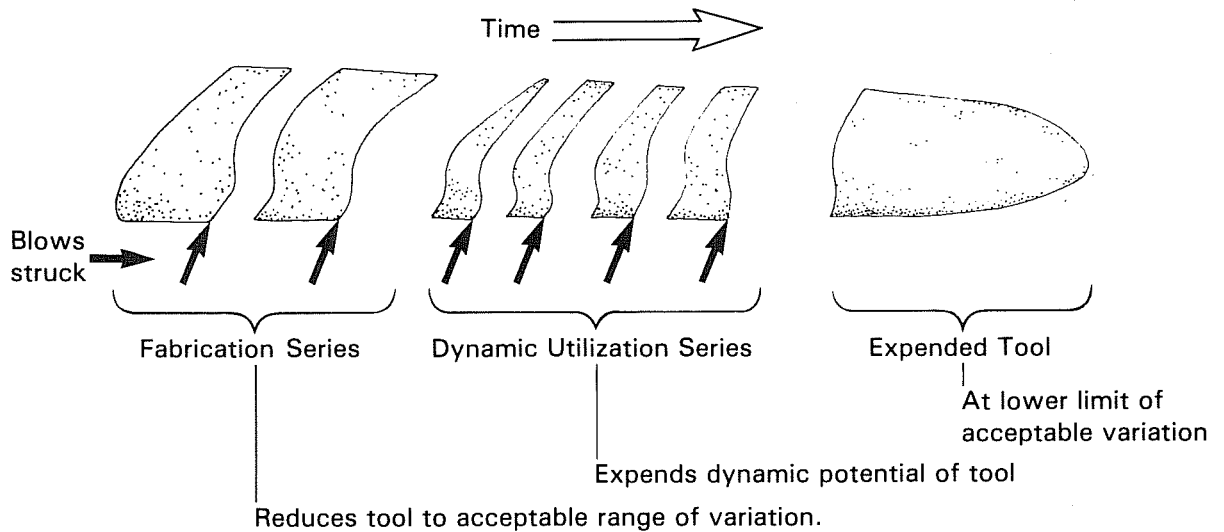 Time
Blows
struck
Fabrication Series
Dynamic Utilization Series
Expended Tool
At lower limit of
acceptable variation
Expends dynamic potential of tool
Reduces tool to acceptable range of variation.